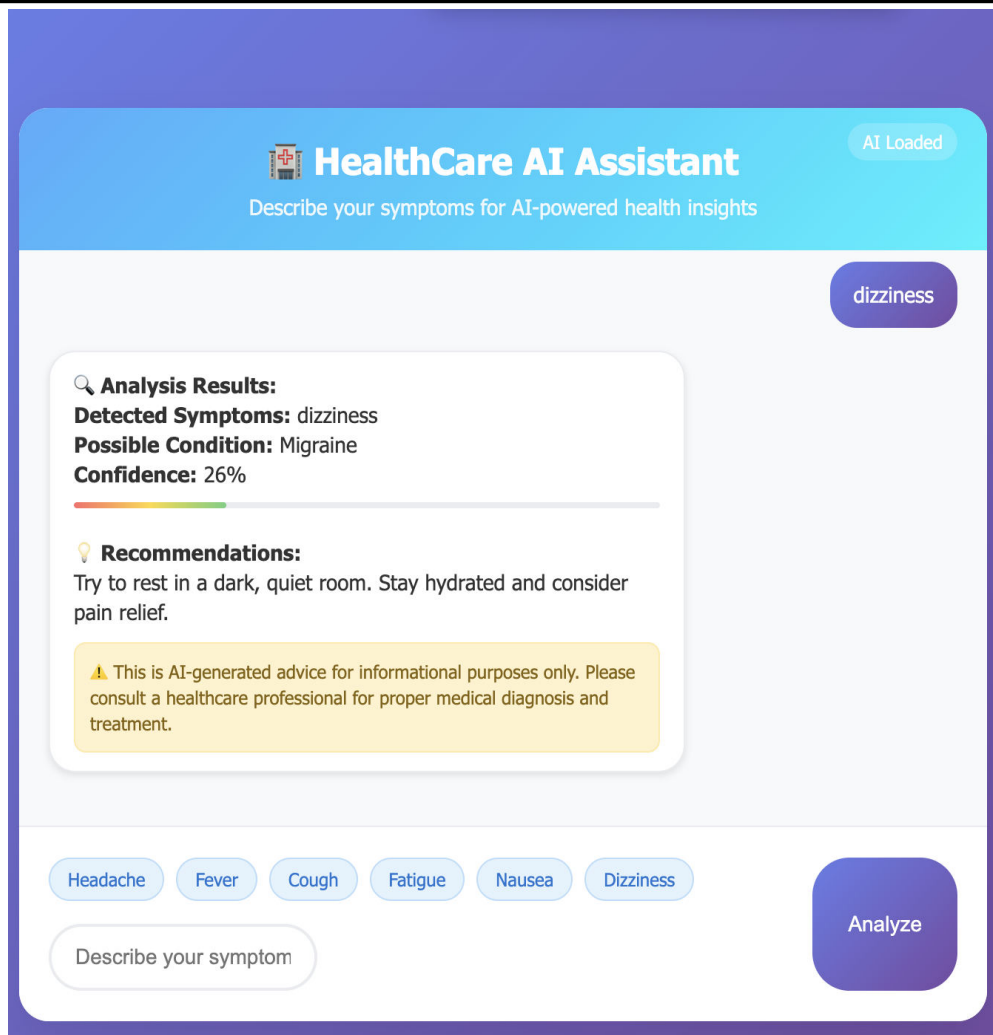 🏥 HealthCare AI Assistant
AI Loaded
Describe your symptoms for AI-powered health insights
dizziness
🔍 Analysis Results:
Detected Symptoms: dizziness
Possible Condition: Migraine
Confidence: 26%
💡 Recommendations:
Try to rest in a dark, quiet room. Stay hydrated and consider
pain relief.
⚠️ This is AI-generated advice for informational purposes only. Please
consult a healthcare professional for proper medical diagnosis and
treatment.
Headache Fever Cough Fatigue Nausea Dizziness
Describe your symptom
Analyze